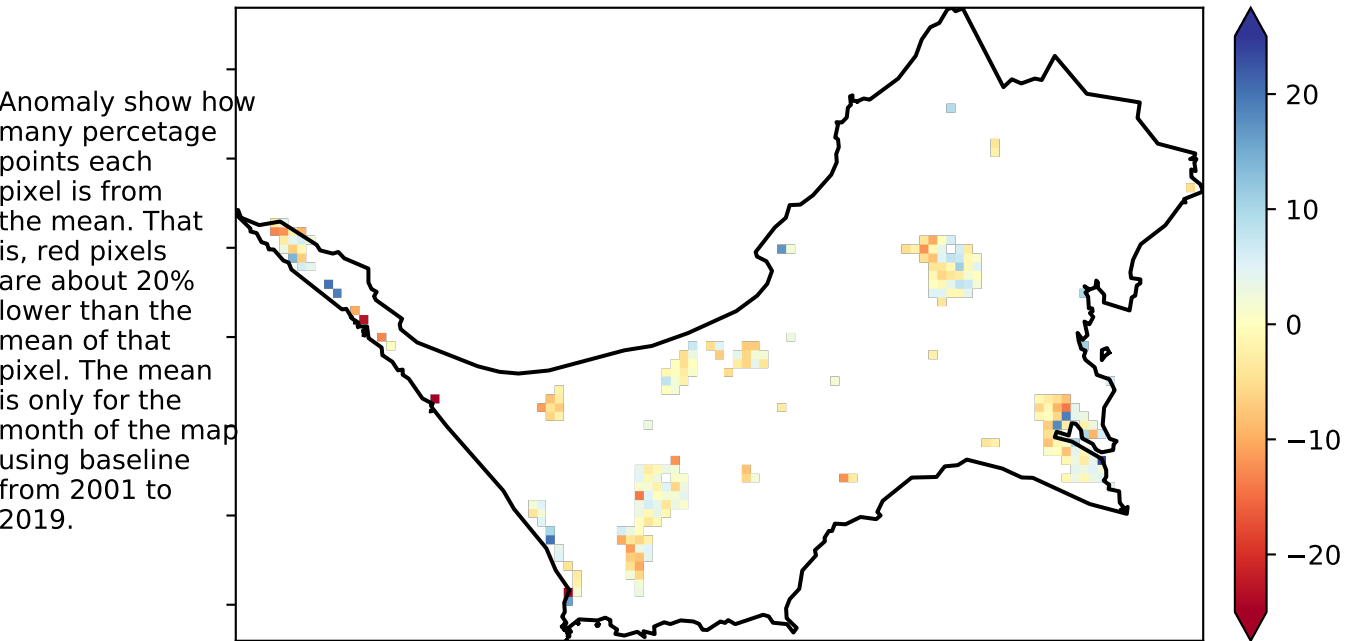 Anomaly show how
many percetage
points each
pixel is from
the mean. That
is, red pixels
are about 20%
lower than the
mean of that
pixel. The mean
is only for the
month of the map
using baseline
from 2001 to
2019.
20
10
0
−10
−20